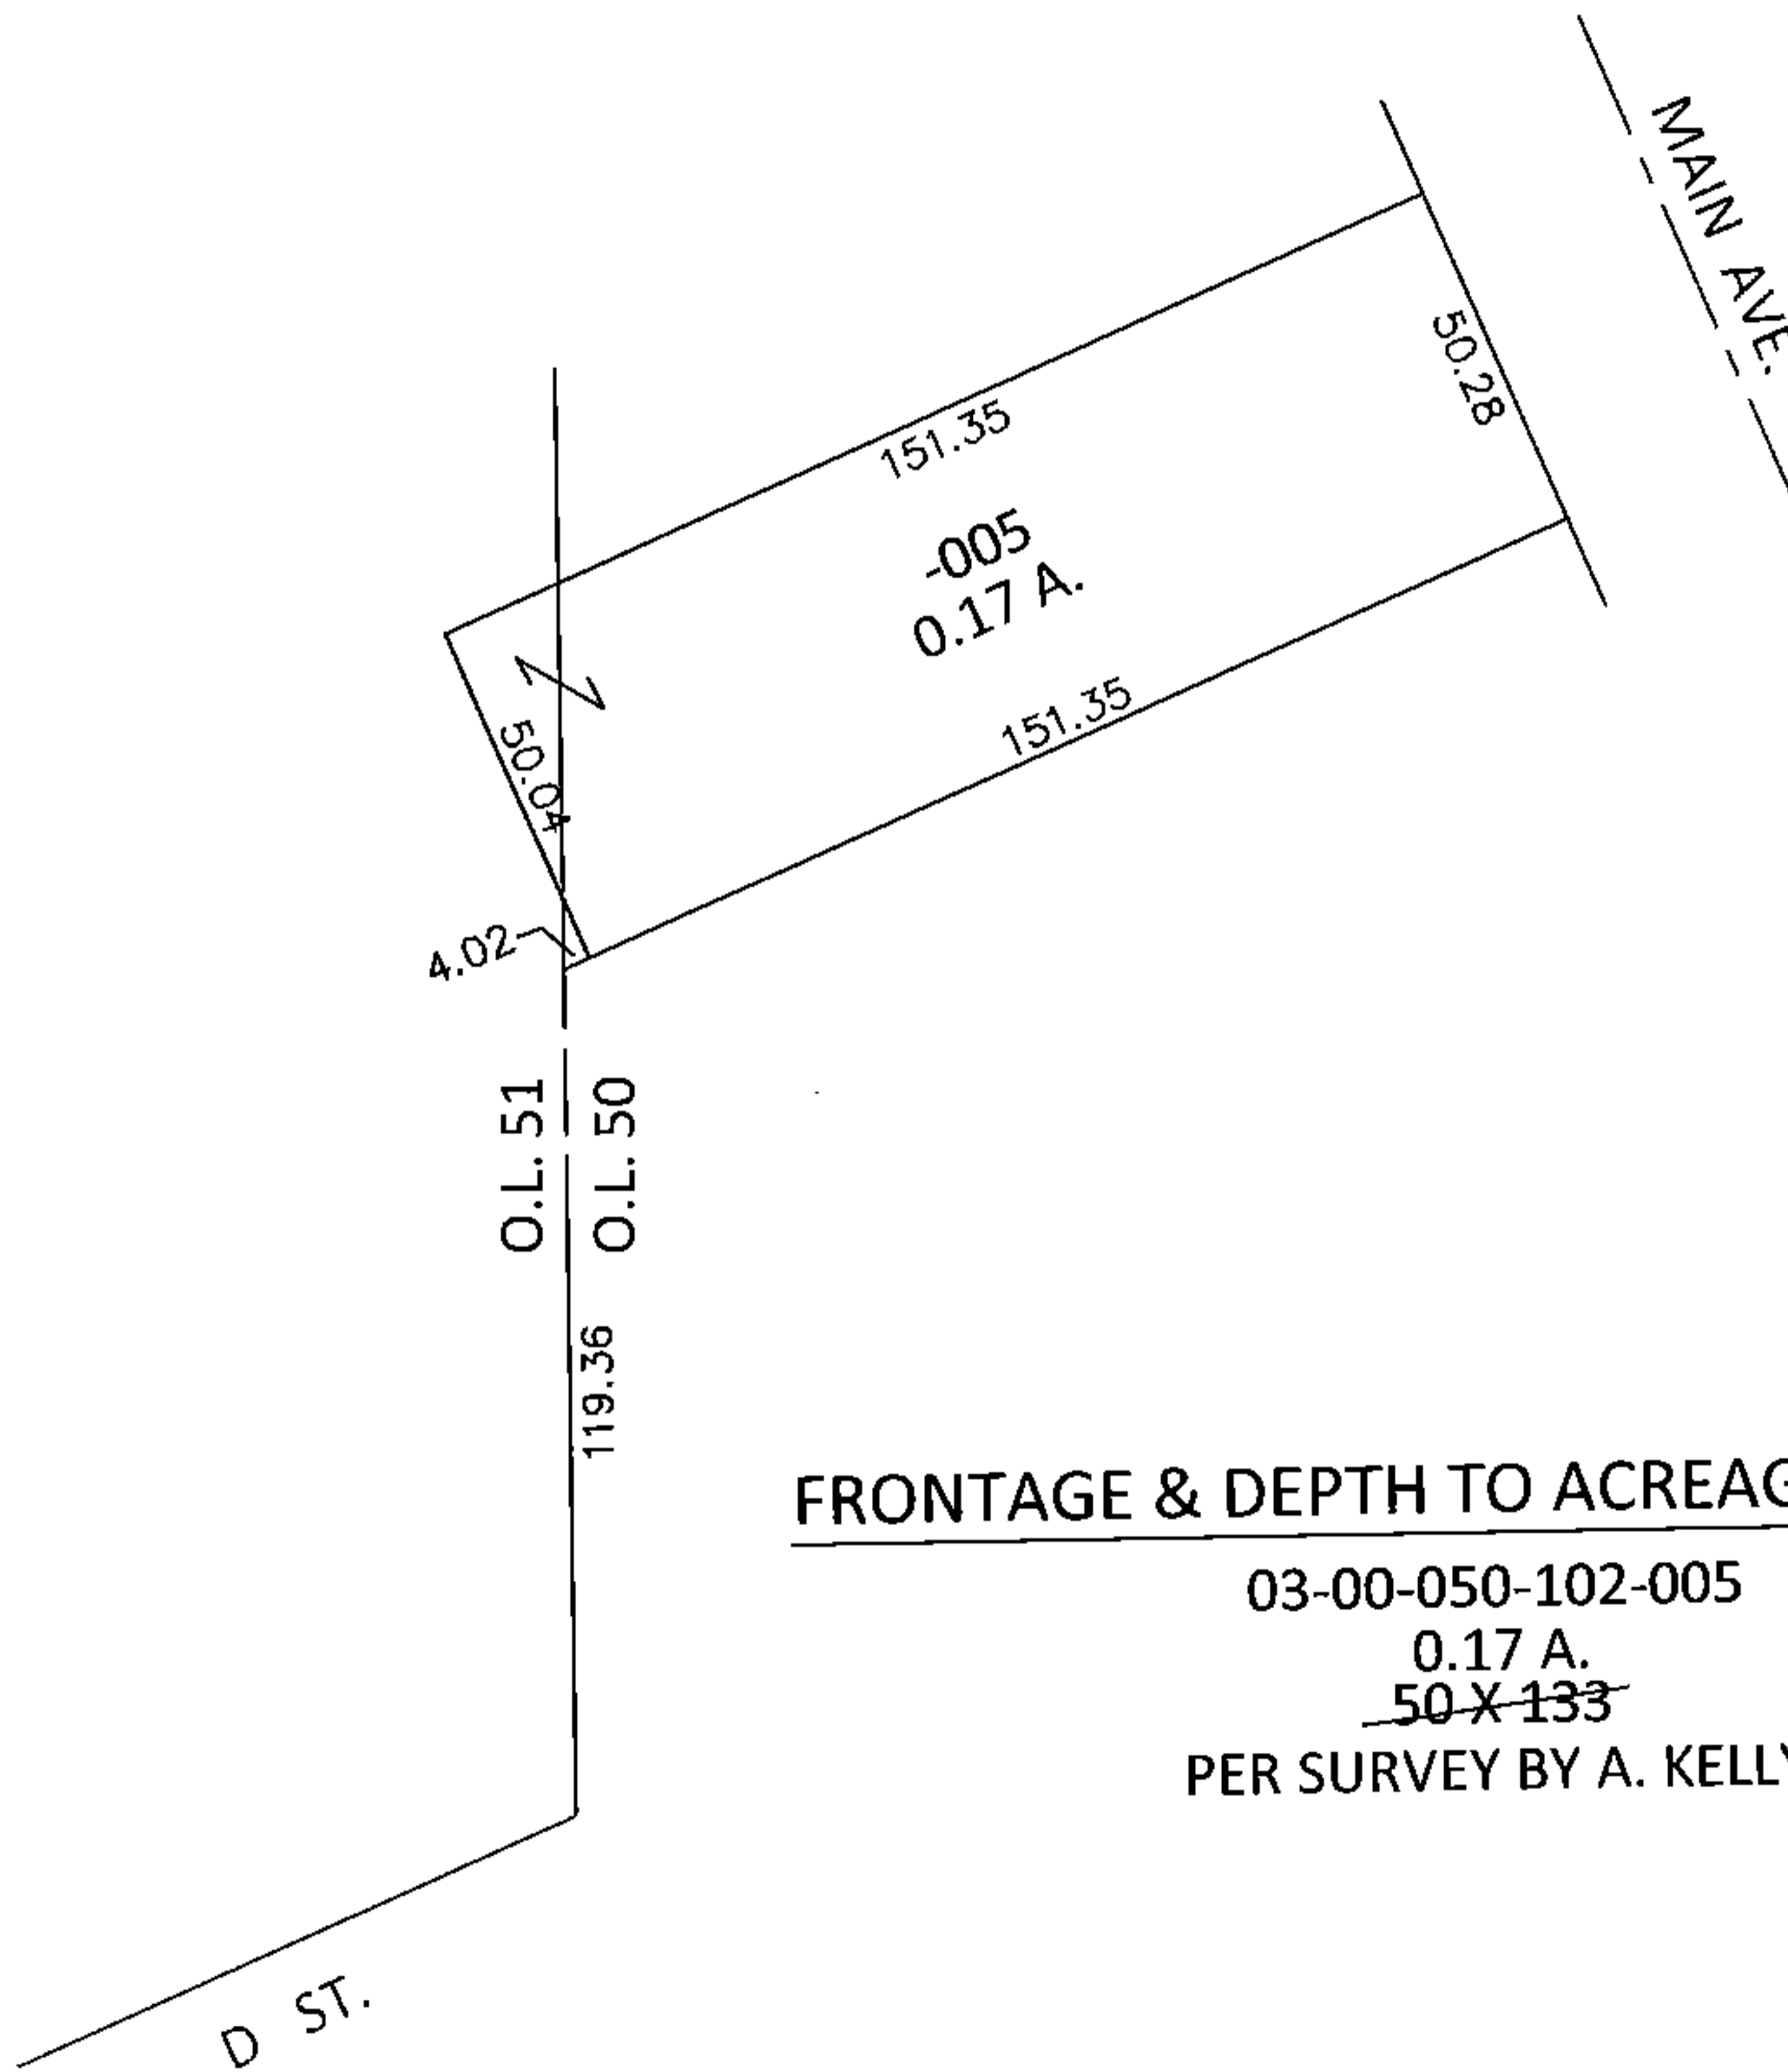 MAIN AVE.
50.28
151.35
-005
0.17 A.
151.35
50.04
4.02
O.L. 51
O.L. 50
119.36
FRONTAGE & DEPTH TO ACREAG
03-00-050-102-005
0.17 A.
50 X 133
PER SURVEY BY A. KELLY
D ST.